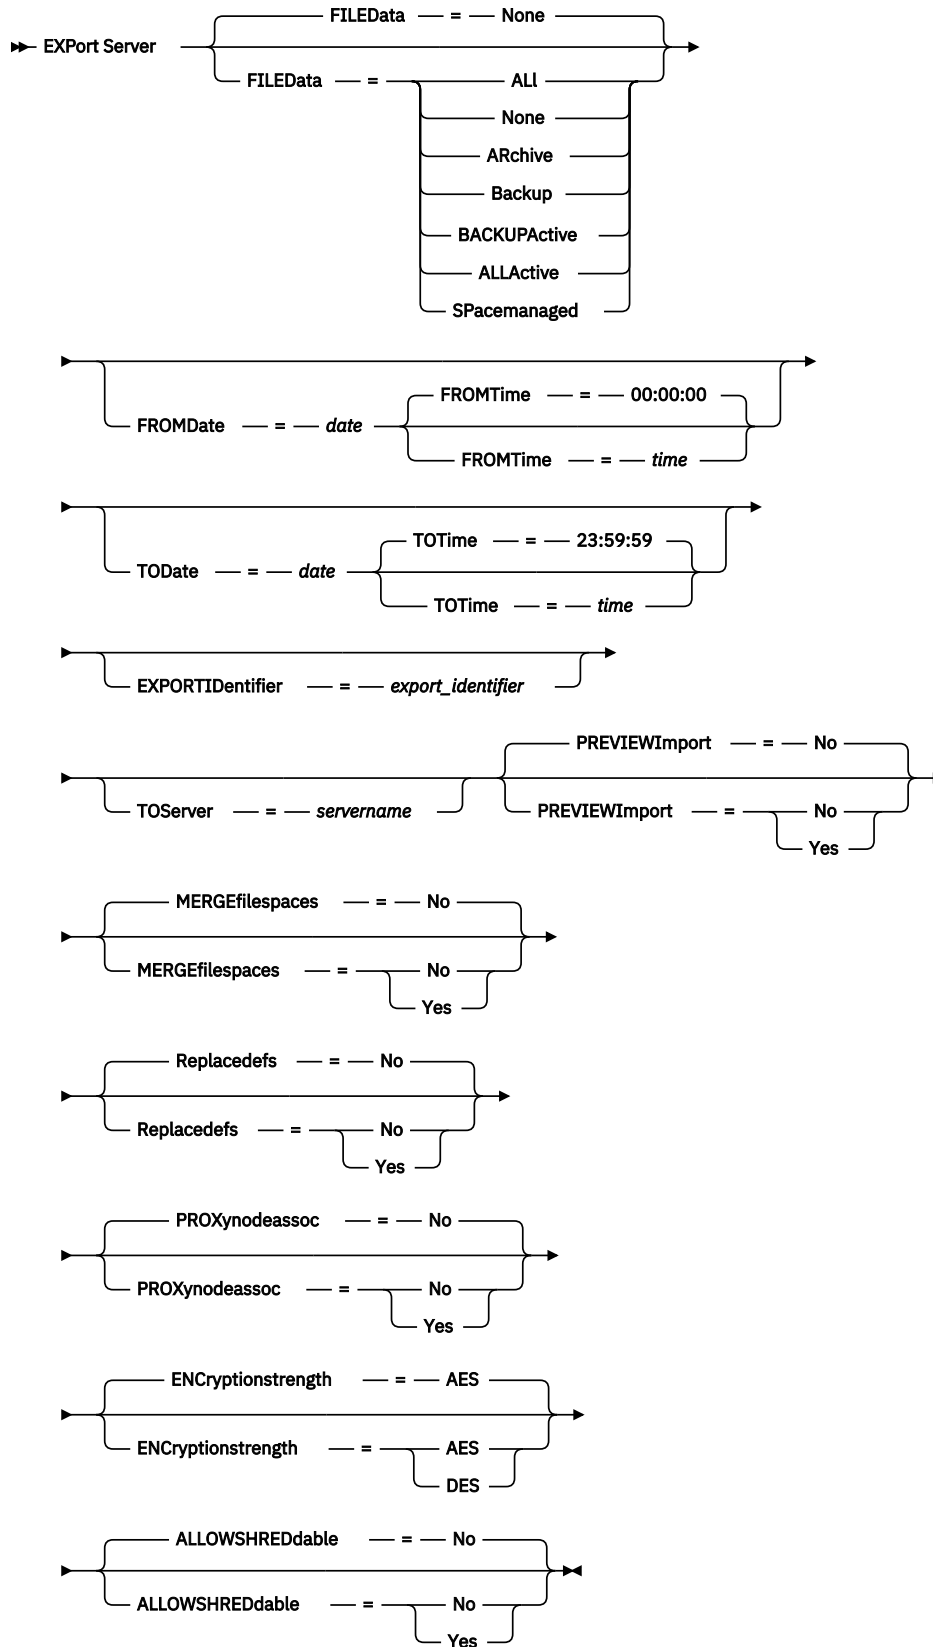 FILEData = None
EXPort Server
FILEData = ALl
None
ARchive
Backup
BACKUPActive
ALLActive
SPacemanaged
FROMTime = 00:00:00
FROMDate = date
FROMTime = time
TOTime = 23:59:59
TODate = date
TOTime = time
EXPORTIDentifier = export_identifier
PREVIEWImport = No
TOServer = servername PREVIEWImport = No
Yes
MERGEfilespaces = No
MERGEfilespaces = No
Yes
Replacedefs = No
Replacedefs = No
Yes
PROXynodeassoc = No
PROXynodeassoc = No
Yes
ENCryptionstrength = AES
ENCryptionstrength = AES
DES
ALLOWSHREDdable = No
ALLOWSHREDdable = No
Yes